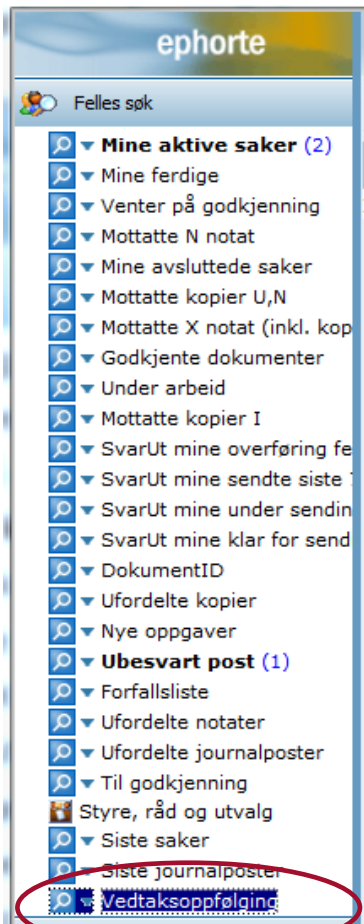 ephorte
Felles søk
Mine aktive saker (2)
Mine ferdige
Venter på godkjenning
Mottatte N notat
Mine avsluttede saker
Mottatte kopier U,N
Mottatte X notat (inkl. kop
Godkjente dokumenter
Under arbeid
Mottatte kopier I
SvarUt mine overføring fe
SvarUt mine sendte siste
SvarUt mine under sendin
SvarUt mine klar for send
DokumentID
Ufordelte kopier
Nye oppgaver
Ubesvart post (1)
Forfallsliste
Ufordelte notater
Ufordelte journalposter
Til godkjenning
Styre, råd og utvalg
Siste saker
Siste journalposter
Vedtaksoppfølging